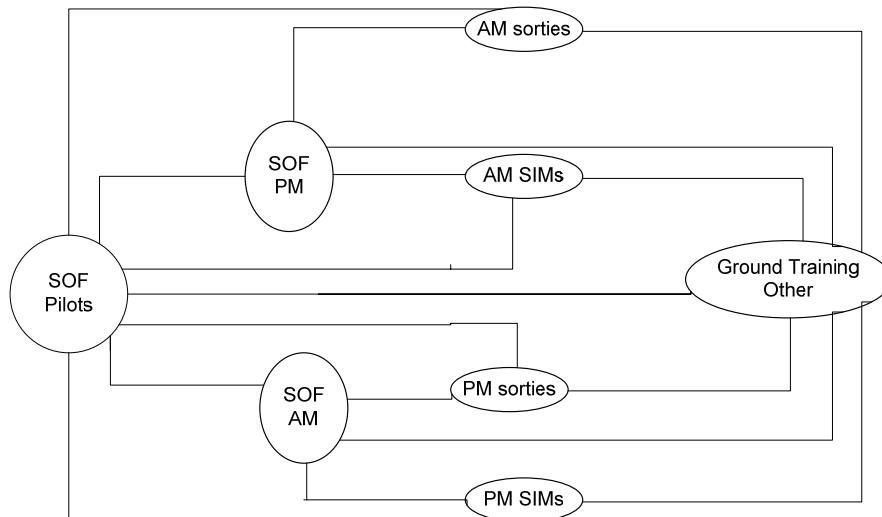 AM sorties
SOF
PM
AM SIMs
SOF
Pilots
Ground Training
Other
SOF
AM
PM sorties
PM SIMs